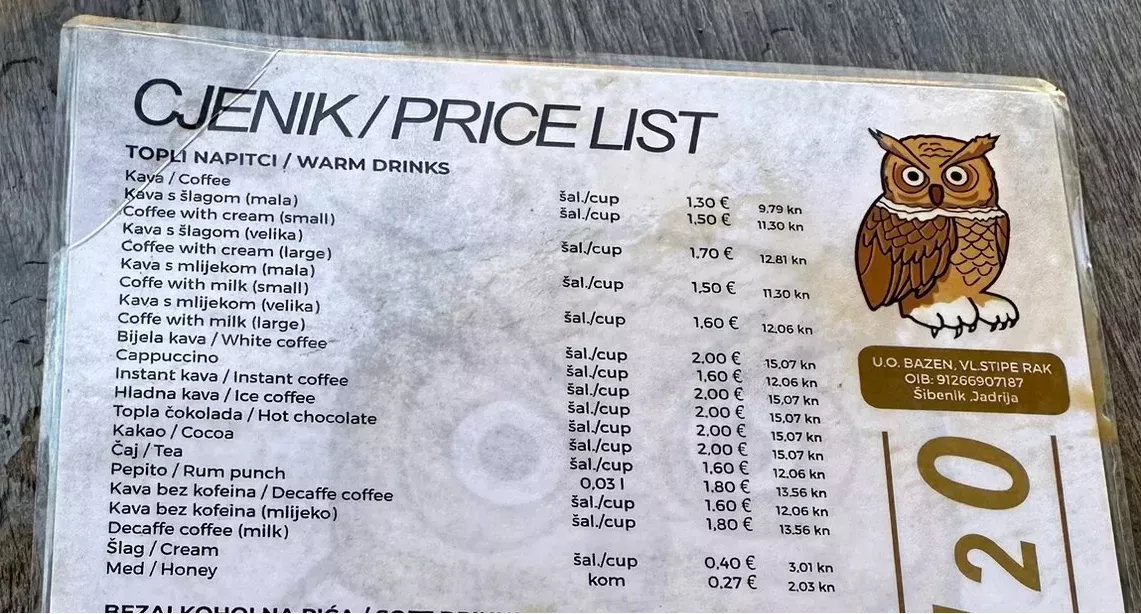 CJENIK / PRICE LIST
TOPLI NAPITCI / WARM DRINKS
Kava / Coffee šal./cup 1.30 € 9.79 kn
Kava s šlagom (mala) šal./cup 1,50 € 11.30 kn
Coffee with cream (small)
Kava s šlagom (velika) šal./cup 1.70 € 12.81 kn
Coffee with cream (large)
Kava s mlijekom (mala) šal./cup 1,50 € 11.30 kn
Coffe with milk (small)
Kava s mlijekom (velika) šal./cup 1.60 € 12,06 kn
Coffe with milk (large)
Bijela kava / White coffee šal./cup 2,00 € 15,07 kn
Cappuccino šal./cup 1,60 € 12.06 kn
Instant kava / Instant coffee šal./cup 2,00 € 15,07 kn
Hladna kava / Ice coffee šal./cup 2,00 € 15,07 kn
Topla čokolada / Hot chocolate šal./cup 2,00 € 15.07 kn
Kakao / Cocoa šal./cup 2,00 € 15.07 kn
Čaj / Tea šal./cup 1,60 € 12.06 kn
Pepito / Rum punch 0,03 l 1.80 € 13.56 kn
Kava bez kofeina / Decaffe coffee šal./cup 1,60 € 12.06 kn
Kava bez kofeina (mlijeko) šal./cup 1,80 € 13.56 kn
Decaffe coffee (milk)
Šlag / Cream šal./cup 0,40 € 3,01 kn
Med / Honey kom 0.27 € 2,03 kn
BEZALKOHOLNA PIĆA / SOFT
U.O. BAZEN, VL.STIPE RAK
OIB: 91266907187
Šibenik ,Jadrija
20